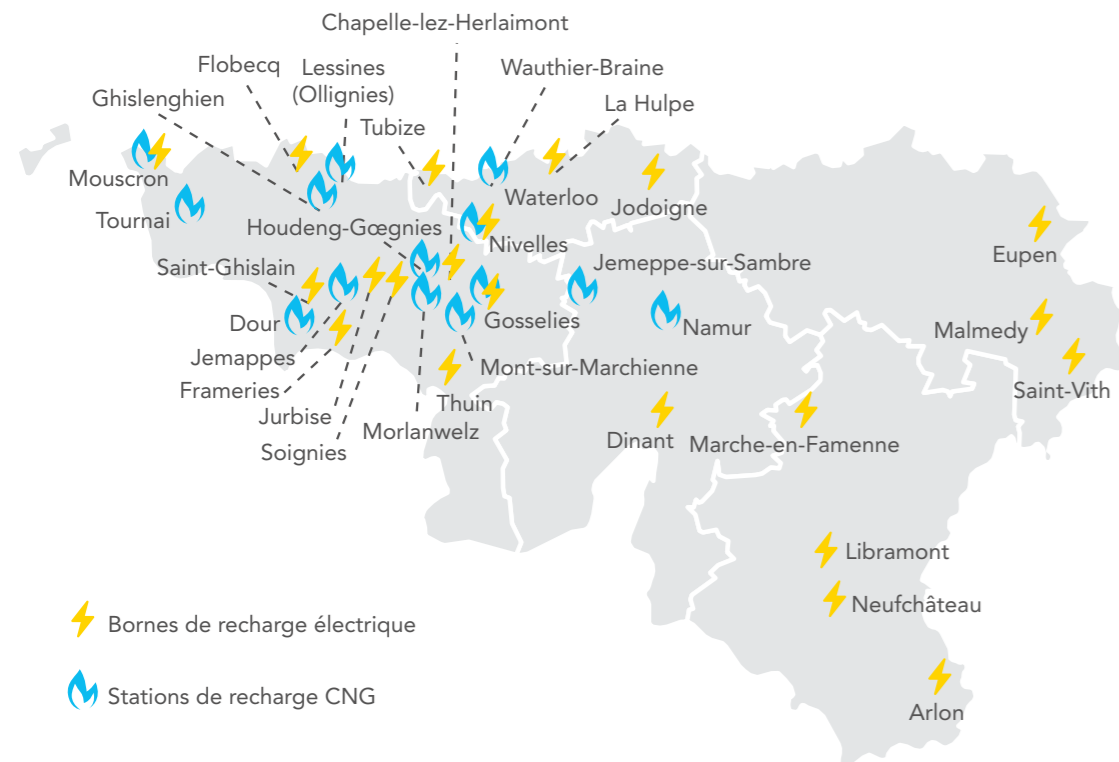 Chapelle-lez-Herlaimont
Flobecq
Lessines
(Ollignies)
Wauthier-Braine
Ghislenghien
La Hulpe
Tubize
Mouscron
Tournai
Waterloo
Jodoigne
Houdeng-Gœgnies
Nivelles
Eupen
Saint-Ghislain
Jemeppe-sur-Sambre
Dour
Gosselies
Namur
Malmedy
Jemappes
Mont-sur-Marchienne
Frameries
Saint-Vith
Thuin
Jurbise
Morlanwelz
Dinant
Marche-en-Famenne
Soignies
Libramont
Neufchâteau
Bornes de recharge électrique
Stations de recharge CNG
Arlon